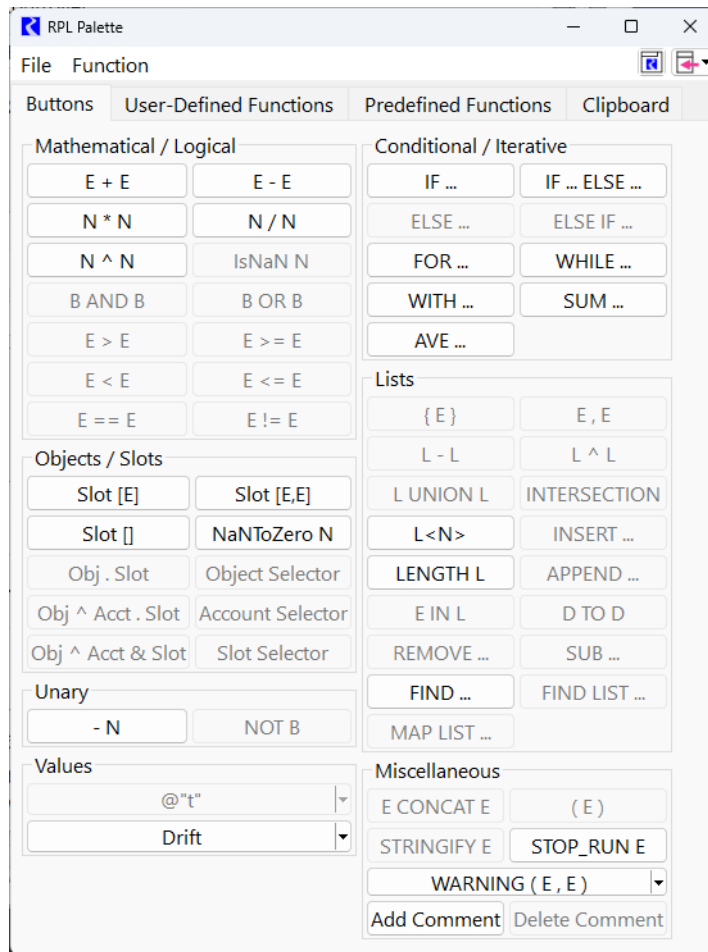 RPL Palette
File Function
Buttons User-Defined Functions Predefined Functions Clipboard
Mathematical / Logical
E + E E - E
N * N N / N
N ^ N IsNaN N
B AND B B OR B
E > E E > = E
E < E E < = E
E = = E E ! = E
Objects / Slots
Slot [E] Slot [E,E]
Slot [] NaNToZero N
Obj . Slot Object Selector
Obj ^ Acct . Slot Account Selector
Obj ^ Acct & Slot Slot Selector
Unary
- N NOT B
Values
@"t"
Drift
Conditional / Iterative
IF ... IF ... ELSE ...
ELSE ... ELSE IF ...
FOR ... WHILE ...
WITH ... SUM ...
AVE ...
Lists
{ E } E , E
L - L L ^ L
L UNION L INTERSECTION
L<N> INSERT ...
LENGTH L APPEND ...
E IN L D TO D
REMOVE ... SUB ...
FIND ... FIND LIST ...
MAP LIST ...
Miscellaneous
E CONCAT E ( E )
STRINGIFY E STOP_RUN E
WARNING ( E , E )
Add Comment Delete Comment